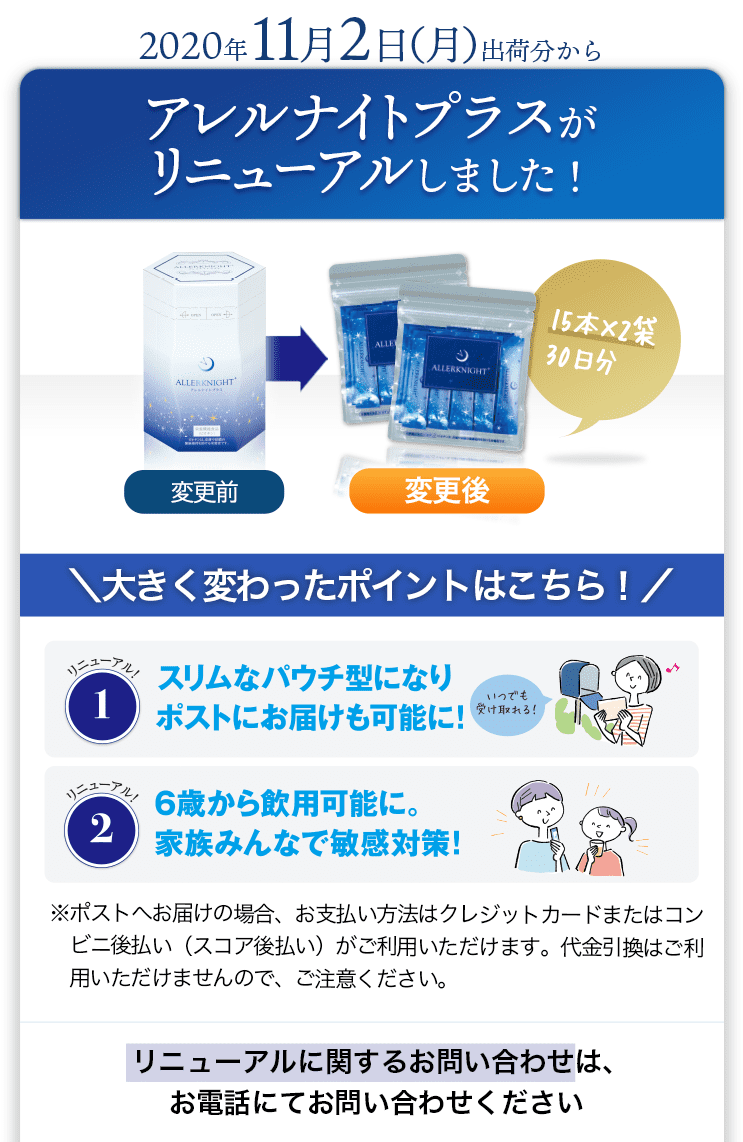 2020年11月2日(月)出荷分から
アレルナイトプラスが
リニューアルしました！
ALLERKNIGHT+
OPEN
OPEN
ALLERKNIGHT+
アレルナイトプラス
変更前
ALLERKNIGHT+
15本×2袋
30日分
変更後
＼大きく変わったポイントはこちら！／
リニューアル!
1
スリムなパウチ型になり
ポストにお届けも可能に!
いつでも
受け取れる!
リニューアル!
2
6歳から飲用可能に。
家族みんなで敏感対策!
※ポストへお届けの場合、お支払い方法はクレジットカードまたはコン
ビニ後払い（スコア後払い）がご利用いただけます。代金引換はご利
用いただけませんので、ご注意ください。
リニューアルに関するお問い合わせは、
お電話にてお問い合わせください